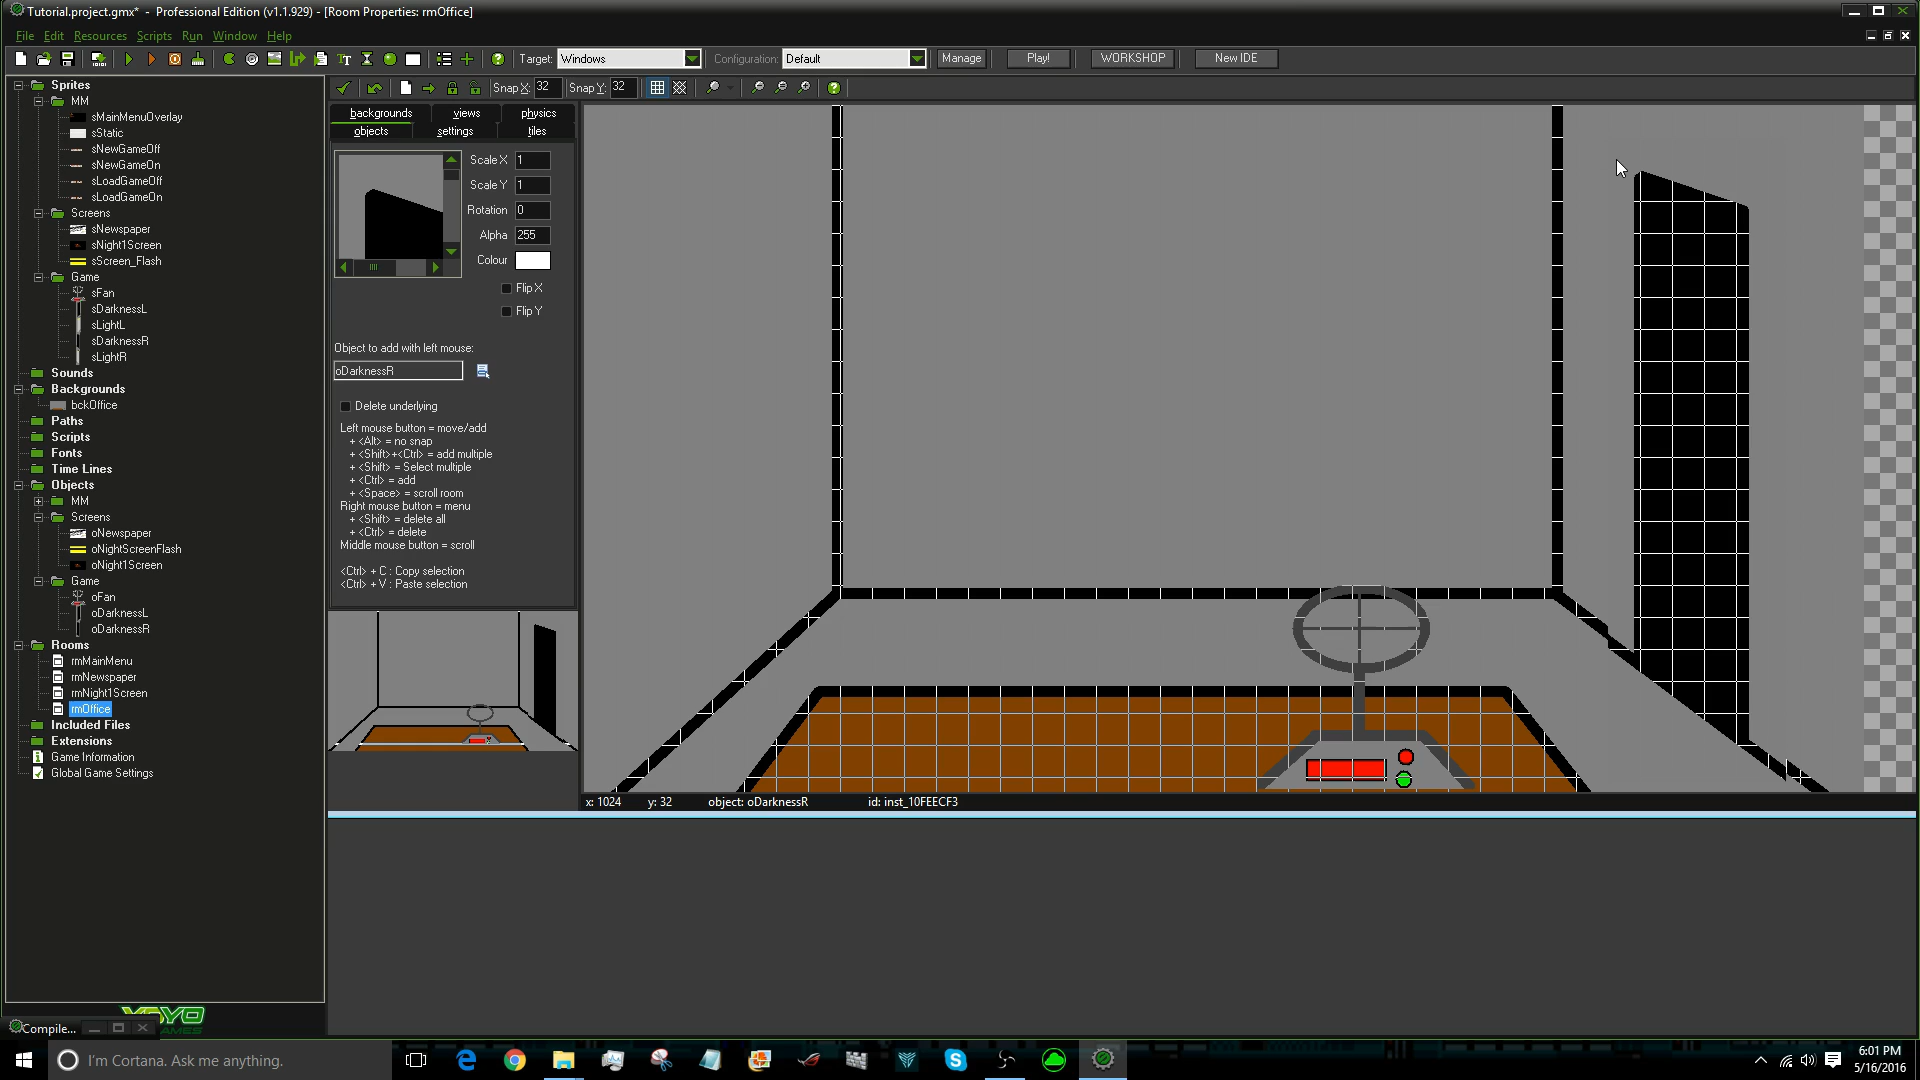 Tutorial.project.gmx* - Professional Edition (v1.1.929) - [Room Properties: rmOffice]
File Edit Resources Scripts Run Window Help
Target: Windows Configuration: Default Manage Play! WORKSHOP New IDE
Snap X: 32 Snap Y: 32
Sprites
MM
sMainMenuOverlay
sStatic
sNewGameOff
sNewGameOn
sLoadGameOff
sLoadGameOn
Screens
sNewspaper
sNight1Screen
sScreen_Flash
Game
sFan
sDarknessL
sLightL
sDarknessR
sLightR
Sounds
Backgrounds
bckOffice
Paths
Scripts
Fonts
Time Lines
Objects
MM
Screens
oNewspaper
oNightScreenFlash
oNight1Screen
Game
oFan
oDarknessL
oDarknessR
Rooms
rmMainMenu
rmNewspaper
rmNight1Screen
rmOffice
Included Files
Extensions
Game Information
Global Game Settings
backgrounds views physics
objects settings tiles
Scale X 1
Scale Y 1
Rotation 0
Alpha 255
Colour
Flip X
Flip Y
Object to add with left mouse:
oDarknessR
Delete underlying
Left mouse button = move/add
+ <Alt> = no snap
+ <Shift>+<Ctrl> = add multiple
+ <Shift> = Select multiple
+ <Ctrl> = add
+ <Space> = scroll room
Right mouse button = menu
+ <Shift> = delete all
+ <Ctrl> = delete
Middle mouse button = scroll
<Ctrl> + C : Copy selection
<Ctrl> + V : Paste selection
x: 1024 y: 32 object: oDarknessR id: inst_10FEECF3
YOYO
GAMES
Compile...
I'm Cortana. Ask me anything.
6:01 PM
5/16/2016